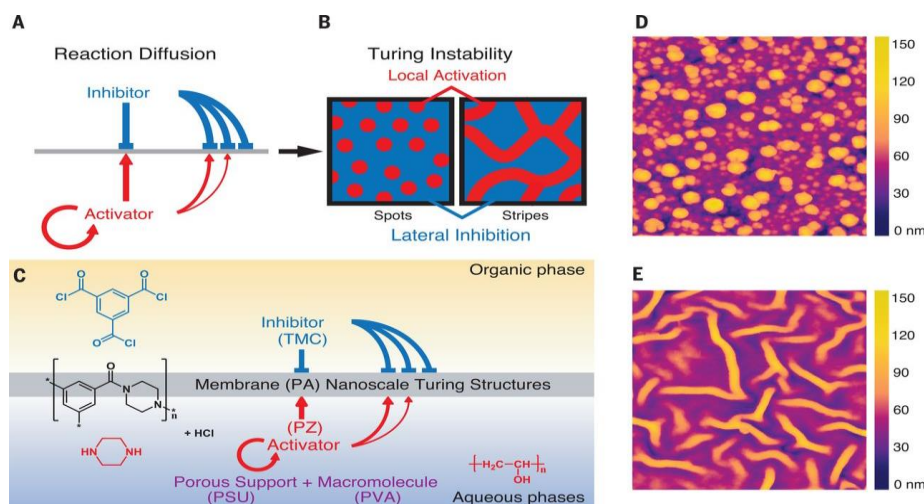 A
Reaction Diffusion
Inhibitor
Activator
B
Turing Instability
Local Activation
Spots
Stripes
Lateral Inhibition
C
Organic phase
O
Cl
O
Cl
O
Cl
Inhibitor
(TMC)
Membrane (PA) Nanoscale Turing Structures
O
N
N
*
*
*
n
+ HCl
HN
NH
(PZ)
Activator
Porous Support + Macromolecule
(PSU)
(PVA)
H₂C
CH
n
OH
Aqueous phases
D
150
120
90
60
30
0 nm
E
150
120
90
60
30
0 nm